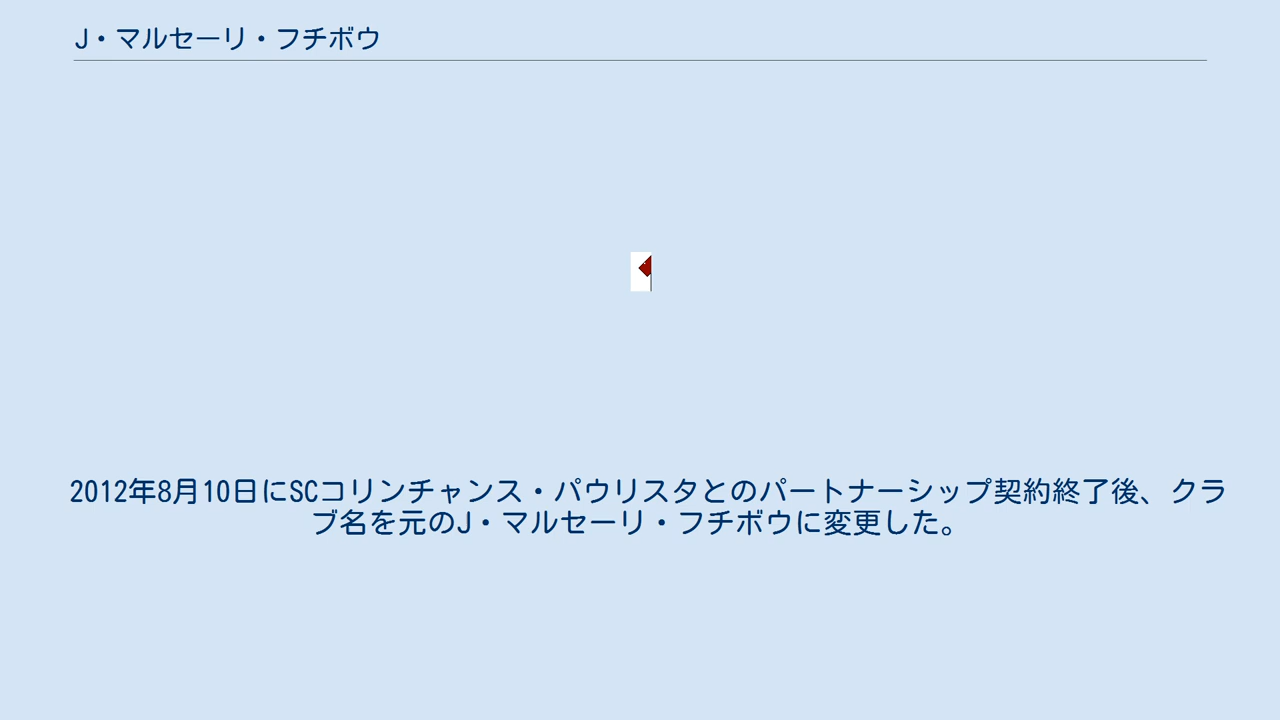 J・マルセーリ・フチボウ
2012年8月10日にSCコリンチャンス・パウリスタとのパートナーシップ契約終了後、クラ
ブ名を元のJ・マルセーリ・フチボウに変更した。